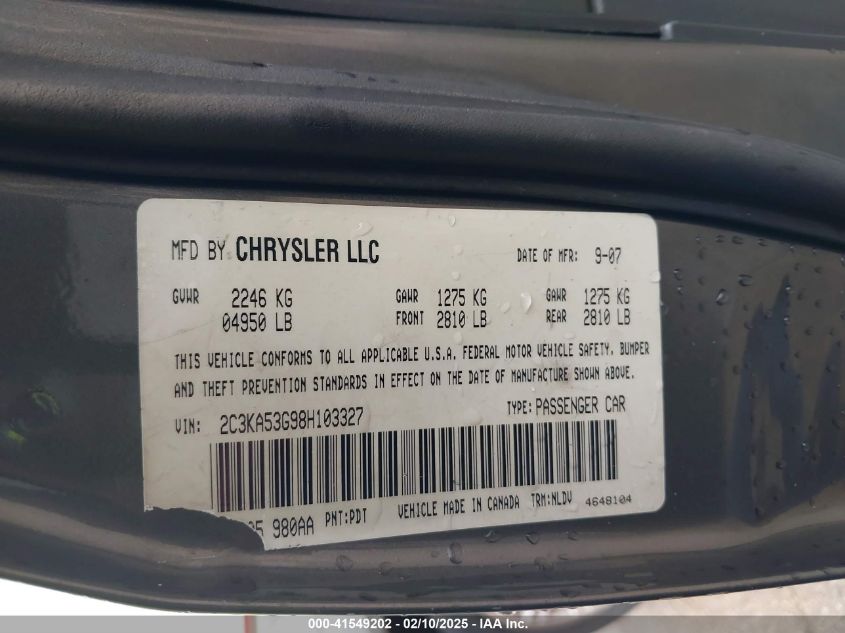 MFD BY CHRYSLER LLC DATE OF MFR: 9-07
GVWR 2246 KG GAWR 1275 KG GAWR 1275 KG
04950 LB FRONT 2810 LB REAR 2810 LB
THIS VEHICLE CONFORMS TO ALL APPLICABLE U.S.A. FEDERAL MOTOR VEHICLE SAFETY, BUMPER
AND THEFT PREVENTION STANDARDS IN EFFECT ON THE DATE OF MANUFACTURE SHOWN ABOVE.
VIN: 2C3KA53G98H103327 TYPE: PASSENGER CAR
980AA PNT:PDT VEHICLE MADE IN CANADA TRM:NLDV 4648104
000-41549202 - 02/10/2025 - IAA Inc.